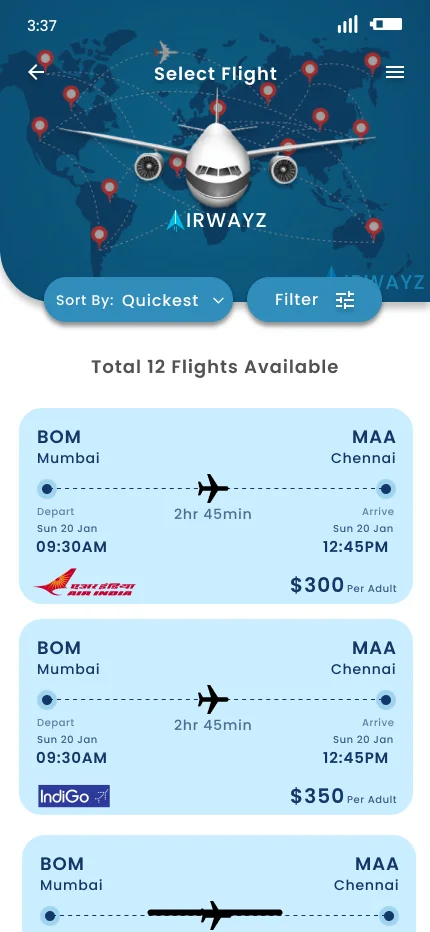 3:37
Select Flight
AIRWAYZ
AIRWAYZ
Sort By: Quickest
Filter
Total 12 Flights Available
BOM MAA
Mumbai Chennai
Depart 2hr 45min Arrive
Sun 20 Jan Sun 20 Jan
09:30AM 12:45PM
एअर इंडिया
AIR INDIA $300 Per Adult
BOM MAA
Mumbai Chennai
Depart 2hr 45min Arrive
Sun 20 Jan Sun 20 Jan
09:30AM 12:45PM
IndiGo $350 Per Adult
BOM MAA
Mumbai Chennai